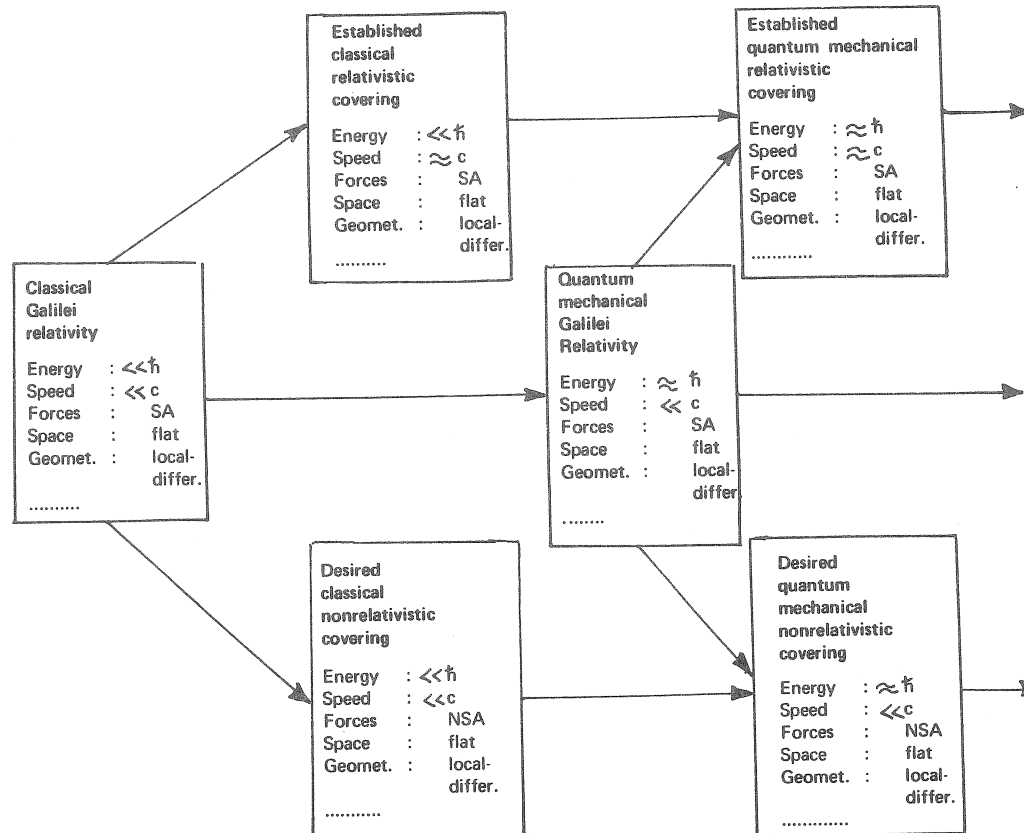 Established
classical
relativistic
covering
Energy : <<ħ
Speed : ≈ c
Forces : SA
Space : flat
Geomet. : local-
differ.
..........
Established
quantum mechanical
relativistic
covering
Energy : ≈ ħ
Speed : ≈ c
Forces : SA
Space : flat
Geomet. : local-
differ.
............
Classical
Galilei
relativity
Energy : <<ħ
Speed : << c
Forces : SA
Space : flat
Geomet. : local-
differ.
..........
Quantum
mechanical
Galilei
Relativity
Energy : ≈ ħ
Speed : << c
Forces : SA
Space : flat
Geomet. : local-
differ
........
Desired
classical
nonrelativistic
covering
Energy : <<ħ
Speed : <<c
Forces : NSA
Space : flat
Geomet. : local-
differ.
...........
Desired
quantum
mechanical
nonrelativistic
covering
Energy : ≈ ħ
Speed : <<c
Forces : NSA
Space : flat
Geomet. : local-
differ.
.............